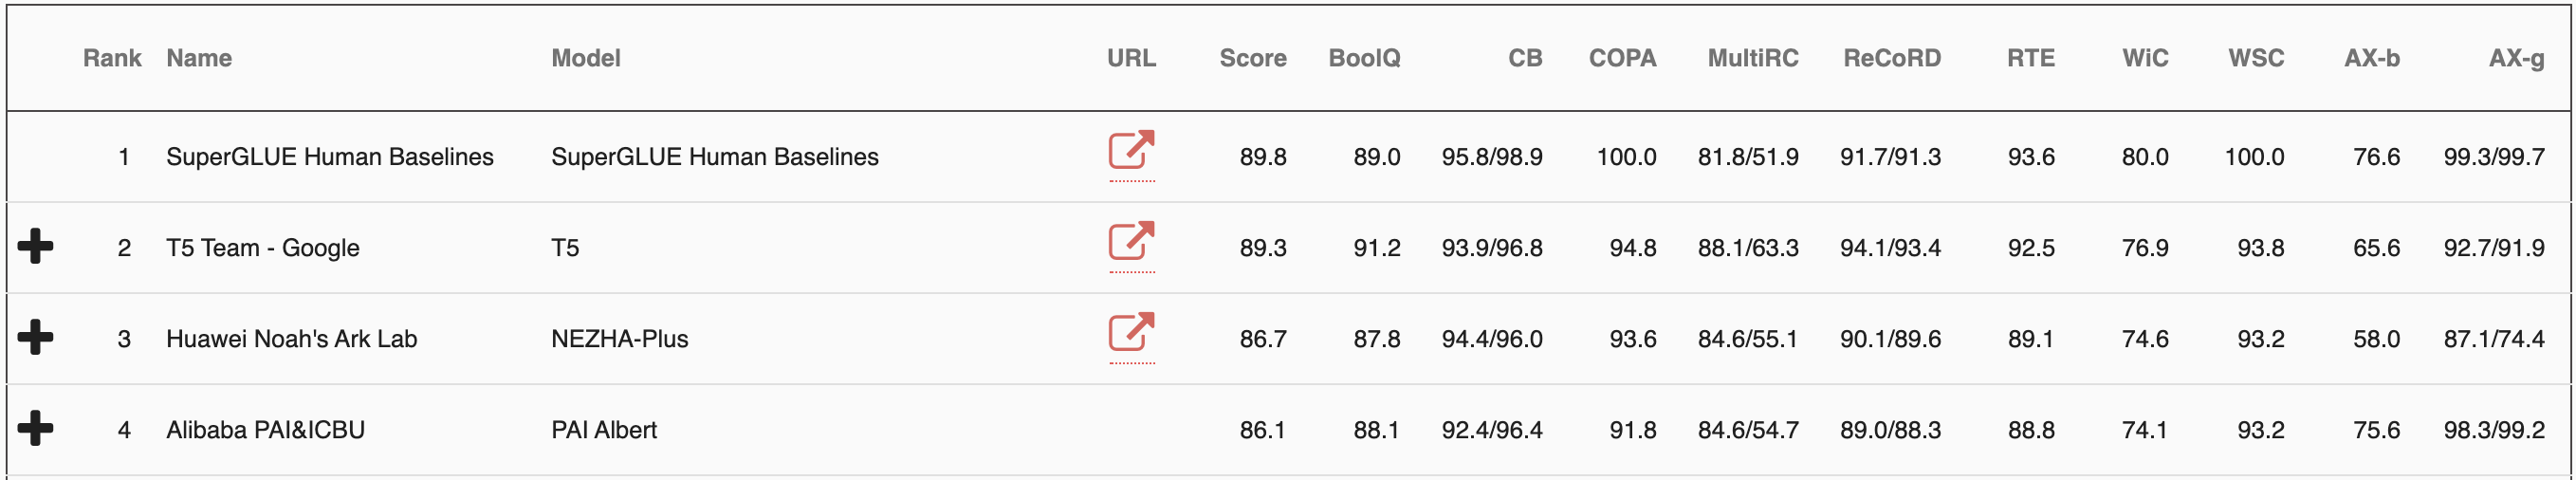 Rank Name Model URL Score BoolQ CB COPA MultiRC ReCoRD RTE WiC WSC AX-b AX-g
1 SuperGLUE Human Baselines SuperGLUE Human Baselines 89.8 89.0 95.8/98.9 100.0 81.8/51.9 91.7/91.3 93.6 80.0 100.0 76.6 99.3/99.7
2 T5 Team - Google T5 89.3 91.2 93.9/96.8 94.8 88.1/63.3 94.1/93.4 92.5 76.9 93.8 65.6 92.7/91.9
3 Huawei Noah's Ark Lab NEZHA-Plus 86.7 87.8 94.4/96.0 93.6 84.6/55.1 90.1/89.6 89.1 74.6 93.2 58.0 87.1/74.4
4 Alibaba PAI&ICBU PAI Albert 86.1 88.1 92.4/96.4 91.8 84.6/54.7 89.0/88.3 88.8 74.1 93.2 75.6 98.3/99.2